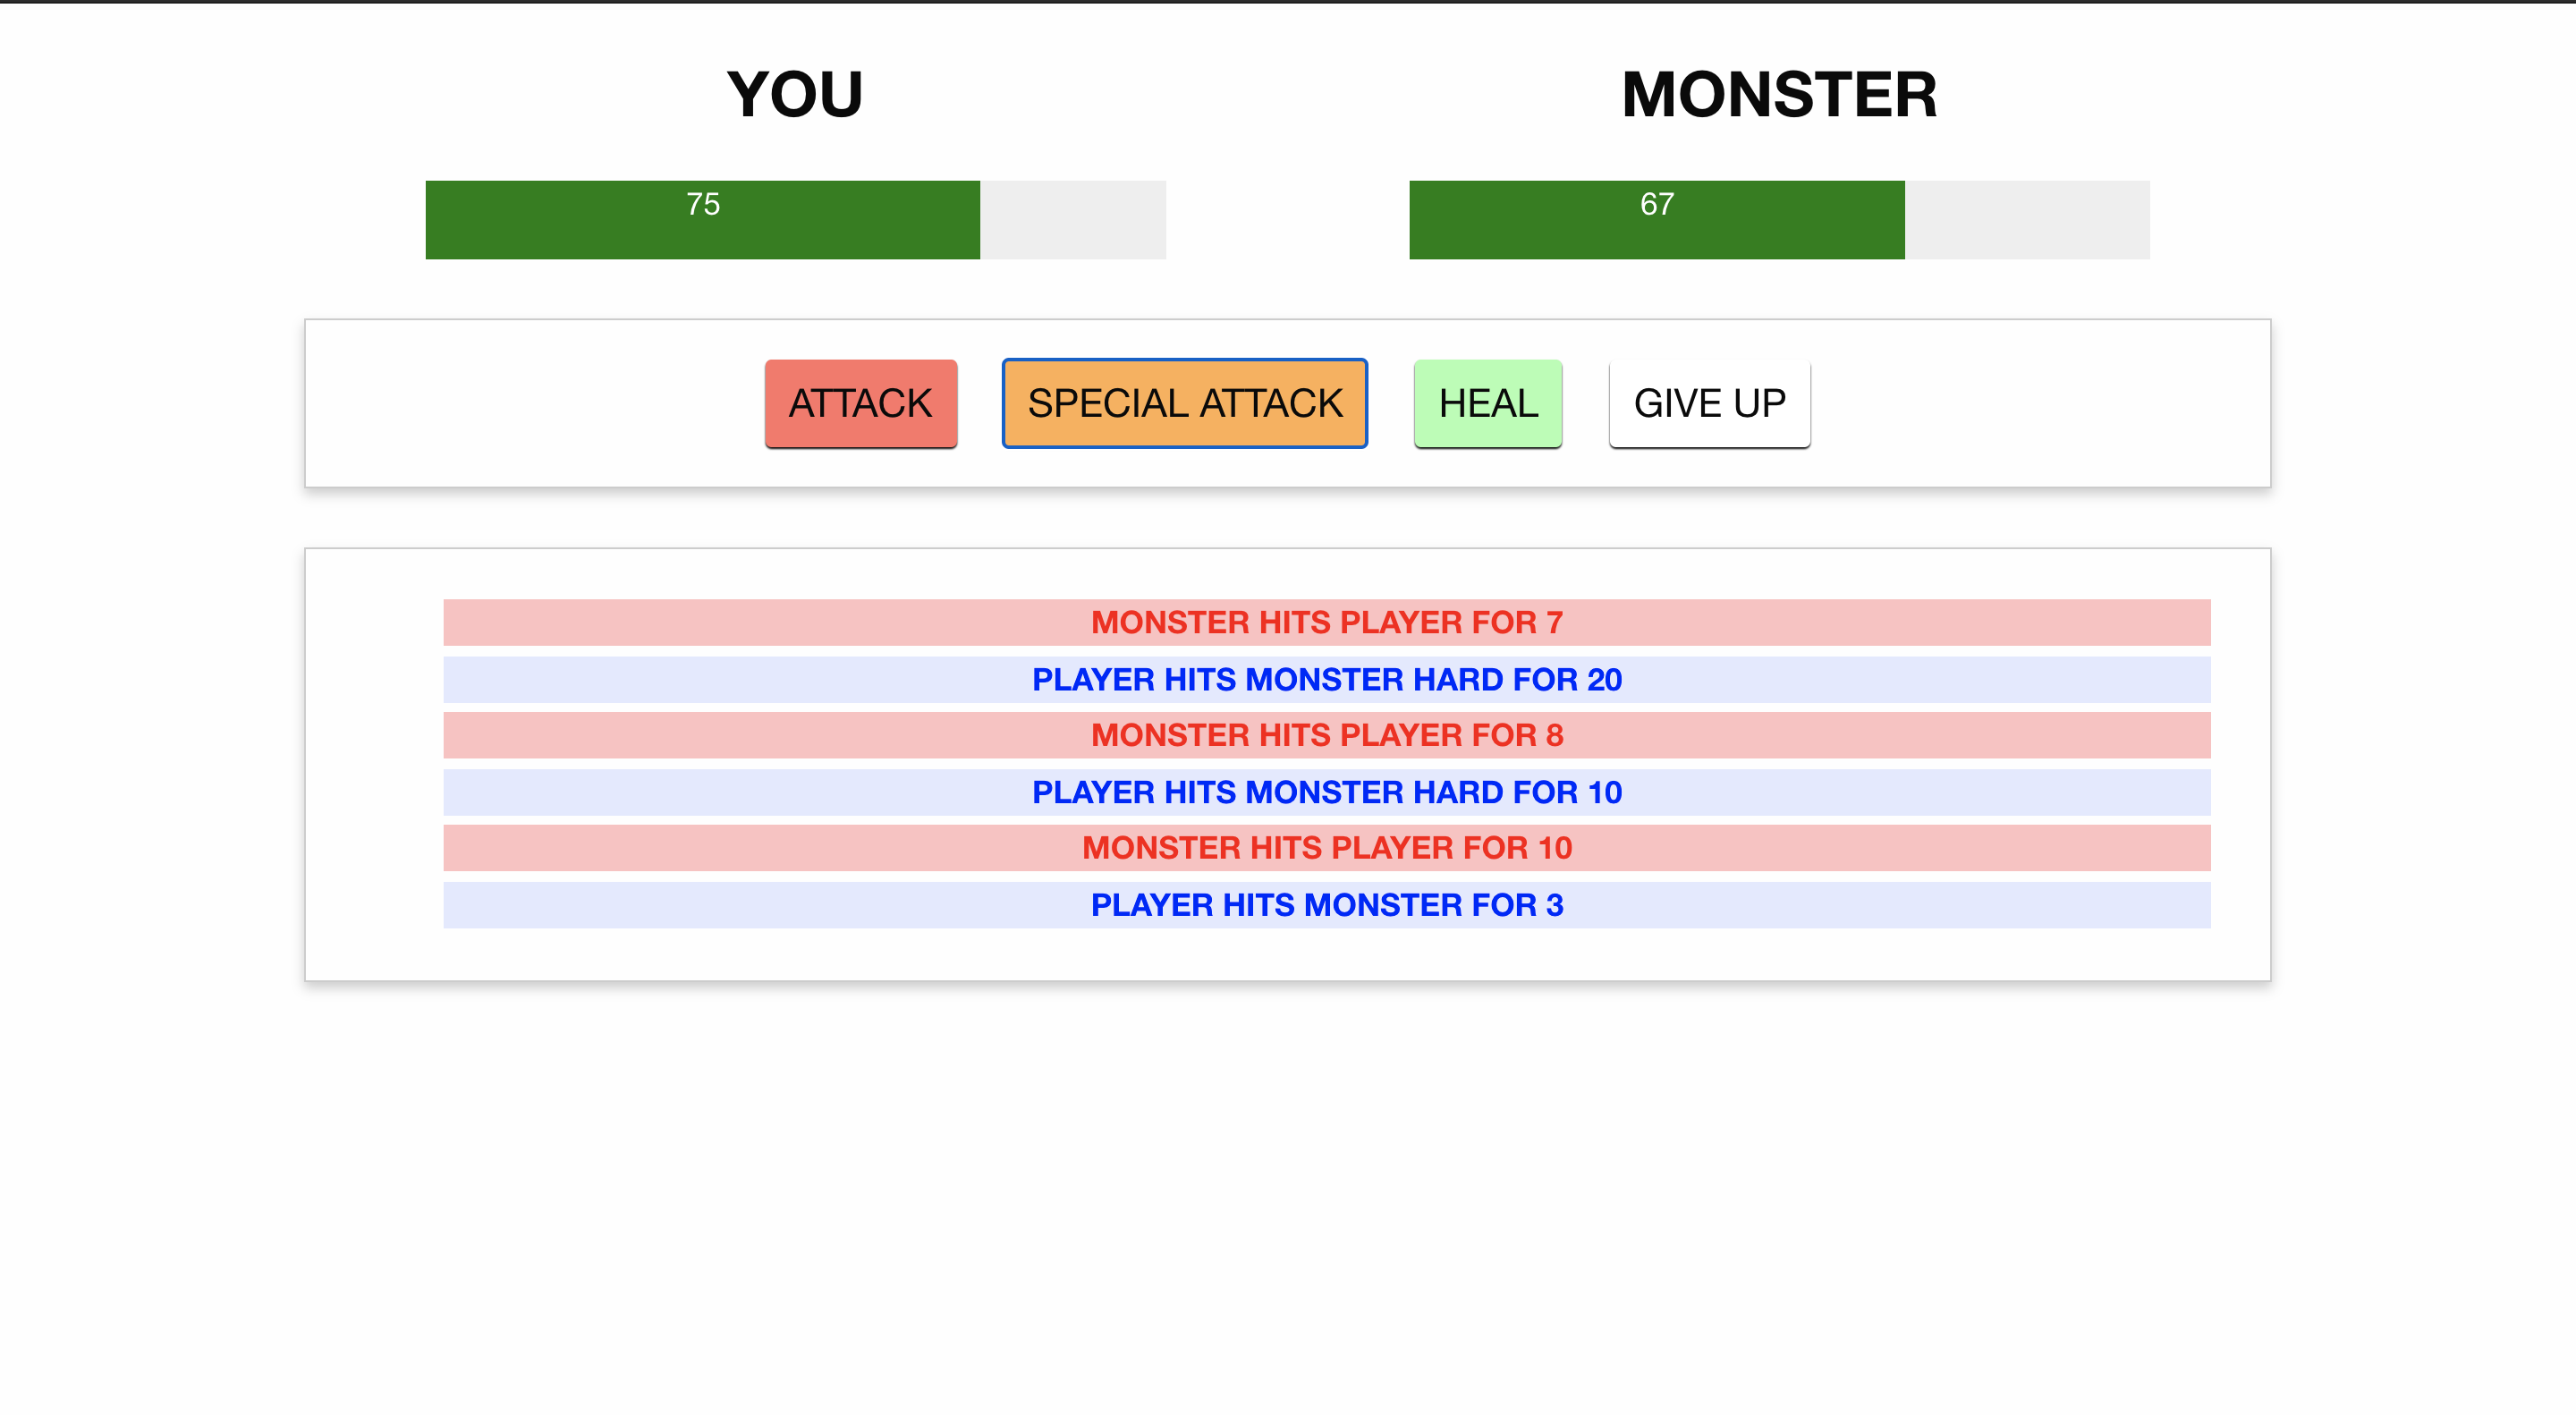 YOU
MONSTER
75
67
ATTACK
SPECIAL ATTACK
HEAL
GIVE UP
MONSTER HITS PLAYER FOR 7
PLAYER HITS MONSTER HARD FOR 20
MONSTER HITS PLAYER FOR 8
PLAYER HITS MONSTER HARD FOR 10
MONSTER HITS PLAYER FOR 10
PLAYER HITS MONSTER FOR 3